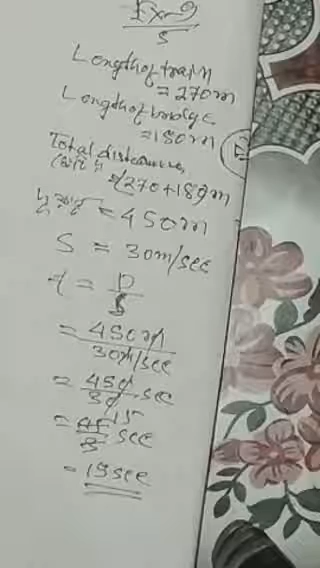 Ex-9
5
Length of train
= 270m
Length of bridge
= 180m
Total distance
= (270+180)m
= 450m
S = 30m/sec
t = D/S
= 450m/30m/sec
= 450/30 sec
= 45/3 15 sec
= 15sec